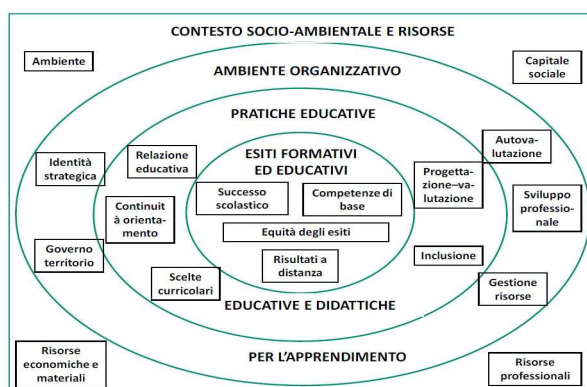 CONTESTO SOCIO-AMBIENTALE E RISORSE
Ambiente
Capitale
sociale
AMBIENTE ORGANIZZATIVO
PRATICHE EDUCATIVE
Autova-
lutazione
Identità
strategica
Relazione
educativa
ESITI FORMATIVI
ED EDUCATIVI
Progetta-
zione–va-
lutazione
Successo
scolastico
Competenze di
base
Sviluppo
professio-
nale
Continuit
à orienta-
mento
Equità degli esiti
Governo
territorio
Risultati a
distanza
Inclusione
Scelte
curricolari
Gestione
risorse
EDUCATIVE E DIDATTICHE
Risorse
economiche e
materiali
PER L'APPRENDIMENTO
Risorse
professionali